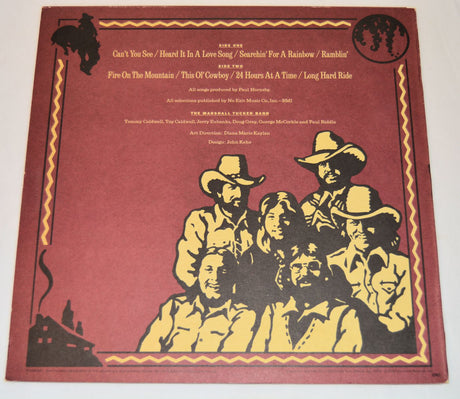 SIDE ONE
Can't You See / Heard It In A Love Song / Searchin' For A Rainbow / Ramblin'
SIDE TWO
Fire On The Mountain / This Ol' Cowboy / 24 Hours At A Time / Long Hard Ride
All songs produced by Paul Hornsby
All selections published by No Exit Music Co., Inc.—BMI
THE MARSHALL TUCKER BAND
Tommy Caldwell, Toy Caldwell, Jerry Eubanks, Doug Gray, George McCorkle and Paul Riddle
Art Direction: Diana Marie Kaylan
Design: John Kehe